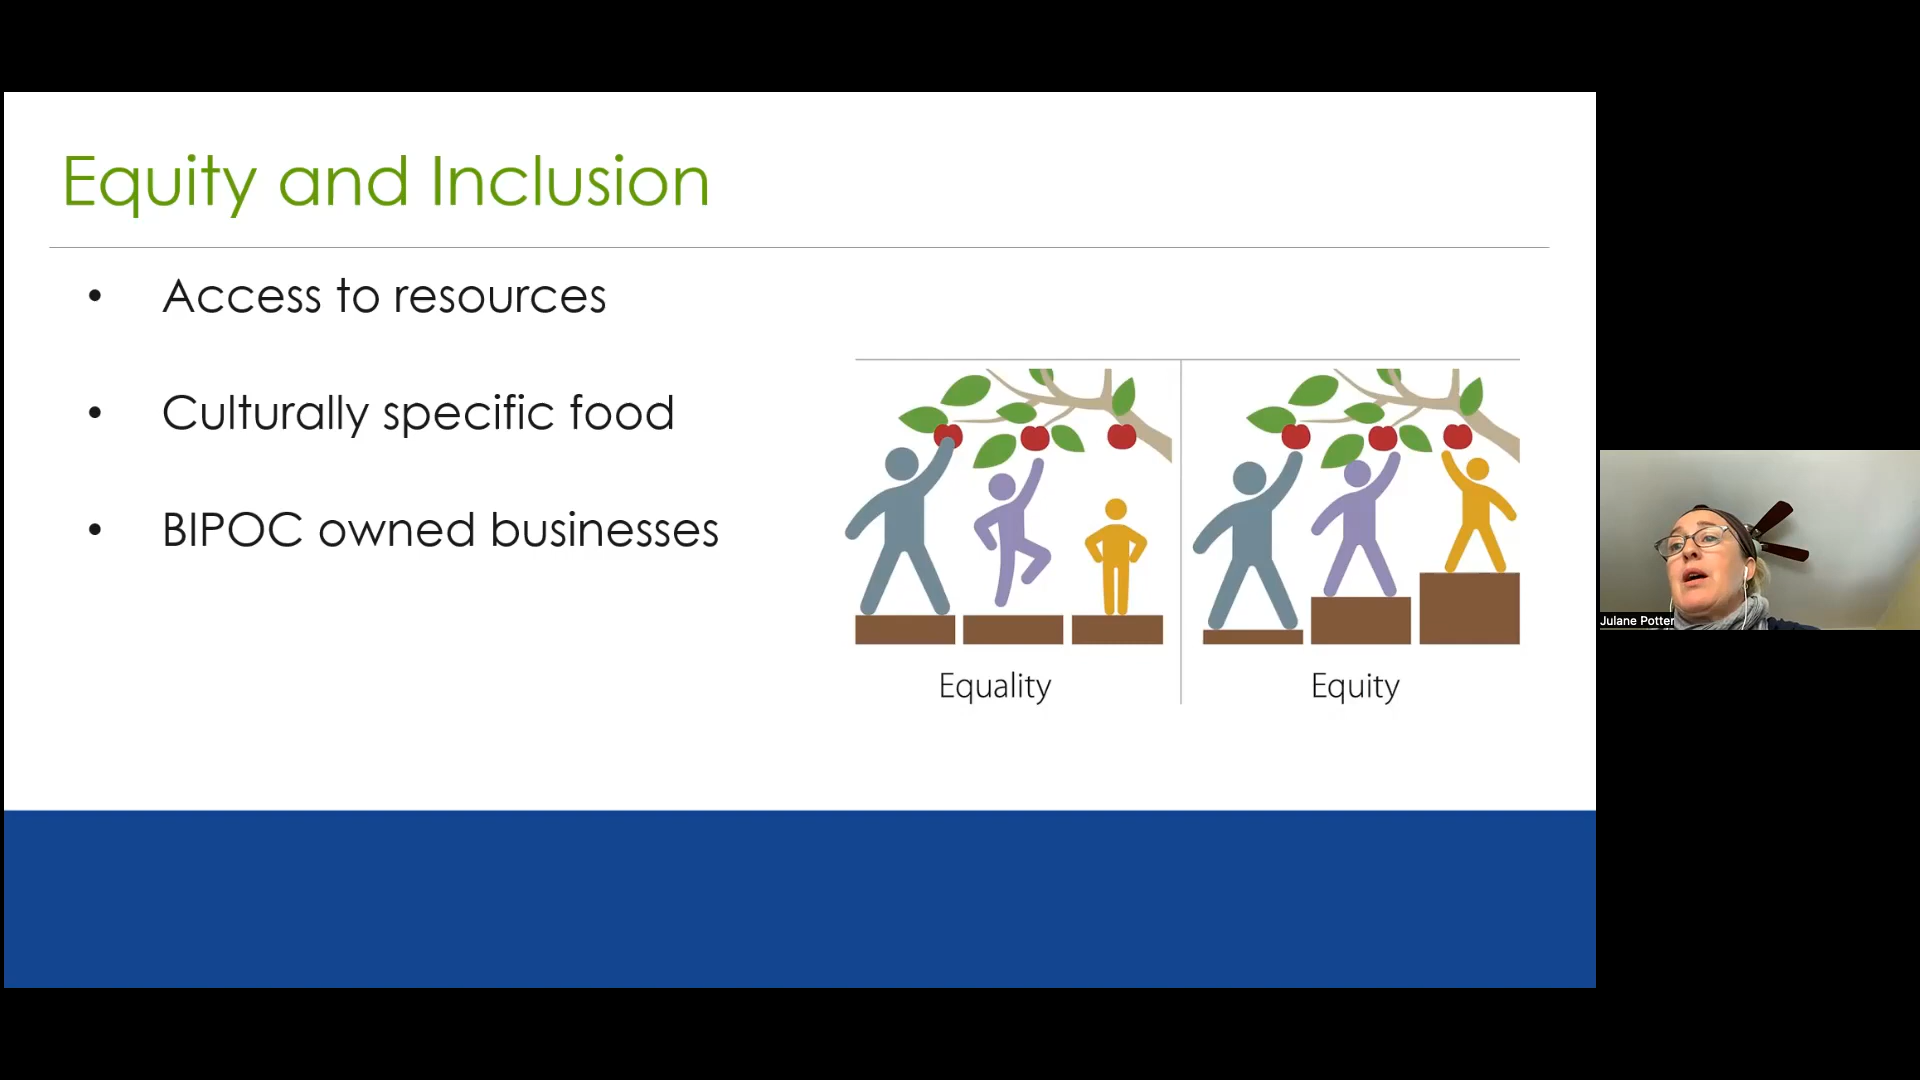 Equity and Inclusion
• Access to resources
• Culturally specific food
• BIPOC owned businesses
Equality
Equity
Julane Potter